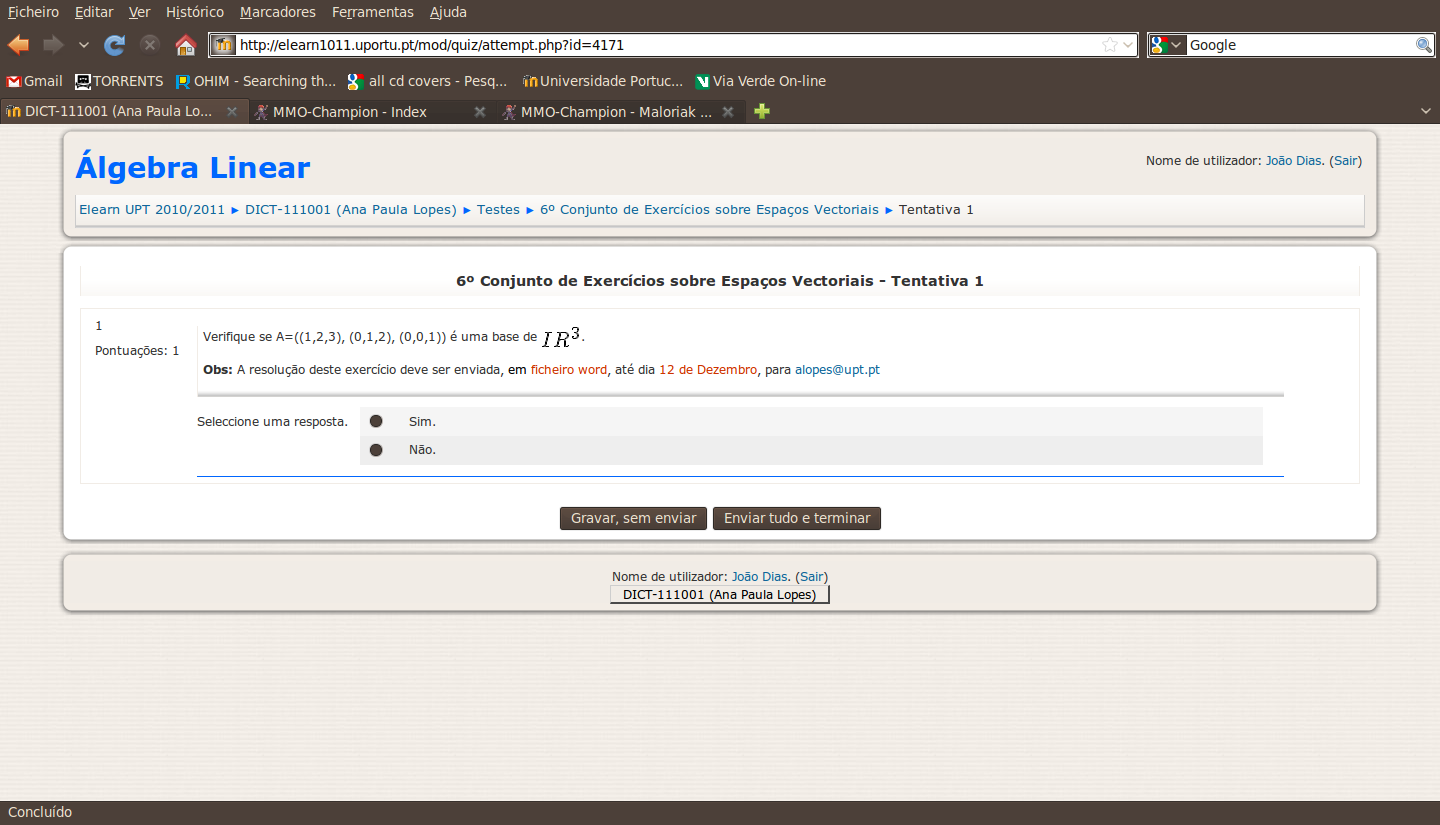 Ficheiro Editar Ver Histórico Marcadores Ferramentas Ajuda
http://elearn1011.uportu.pt/mod/quiz/attempt.php?id=4171 Google
Gmail TORRENTS OHIM - Searching th... all cd covers - Pesq... Universidade Portuc... Via Verde On-line
DICT-111001 (Ana Paula Lo... MMO-Champion - Index MMO-Champion - Maloriak ...
Álgebra Linear
Nome de utilizador: João Dias. (Sair)
Elearn UPT 2010/2011 ► DICT-111001 (Ana Paula Lopes) ► Testes ► 6º Conjunto de Exercícios sobre Espaços Vectoriais ► Tentativa 1
6º Conjunto de Exercícios sobre Espaços Vectoriais - Tentativa 1
1
Pontuações: 1
Verifique se A=((1,2,3), (0,1,2), (0,0,1)) é uma base de IR³.
Obs: A resolução deste exercício deve ser enviada, em ficheiro word, até dia 12 de Dezembro, para alopes@upt.pt
Seleccione uma resposta.
Sim.
Não.
Gravar, sem enviar Enviar tudo e terminar
Nome de utilizador: João Dias. (Sair)
DICT-111001 (Ana Paula Lopes)
Concluído